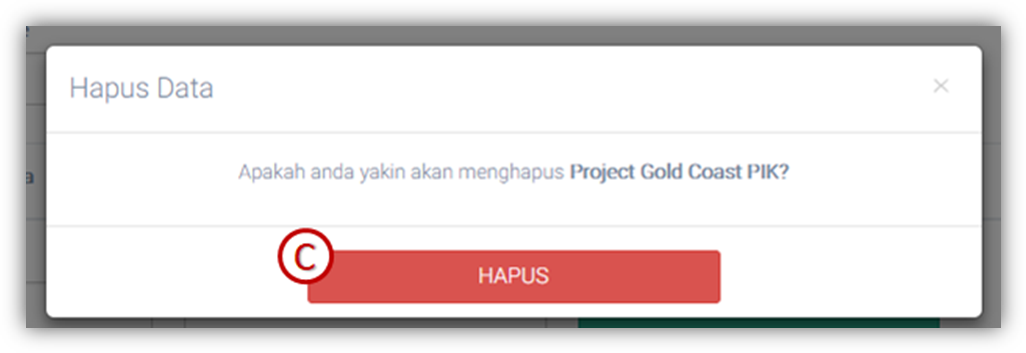 Hapus Data
×
Apakah anda yakin akan menghapus Project Gold Coast PIK?
C
HAPUS